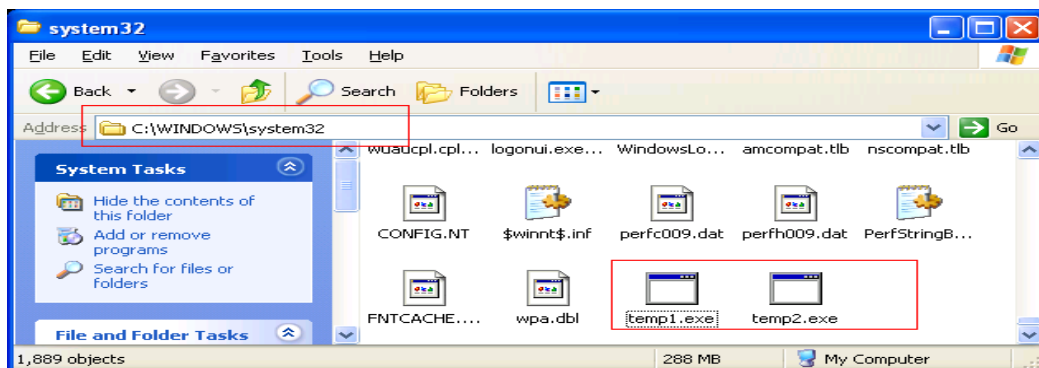 system32
File Edit View Favorites Tools Help
Back Search Folders
Address C:\WINDOWS\system32 Go
System Tasks
Hide the contents of this folder
Add or remove programs
Search for files or folders
File and Folder Tasks
wuaucpl.cpl... logonui.exe... WindowsLo... amcompat.tlb nscompat.tlb
CONFIG.NT $winnt$.inf perfc009.dat perfh009.dat PerfStringB...
FNTCACHE.... wpa.dbl temp1.exe temp2.exe
1,889 objects 288 MB My Computer